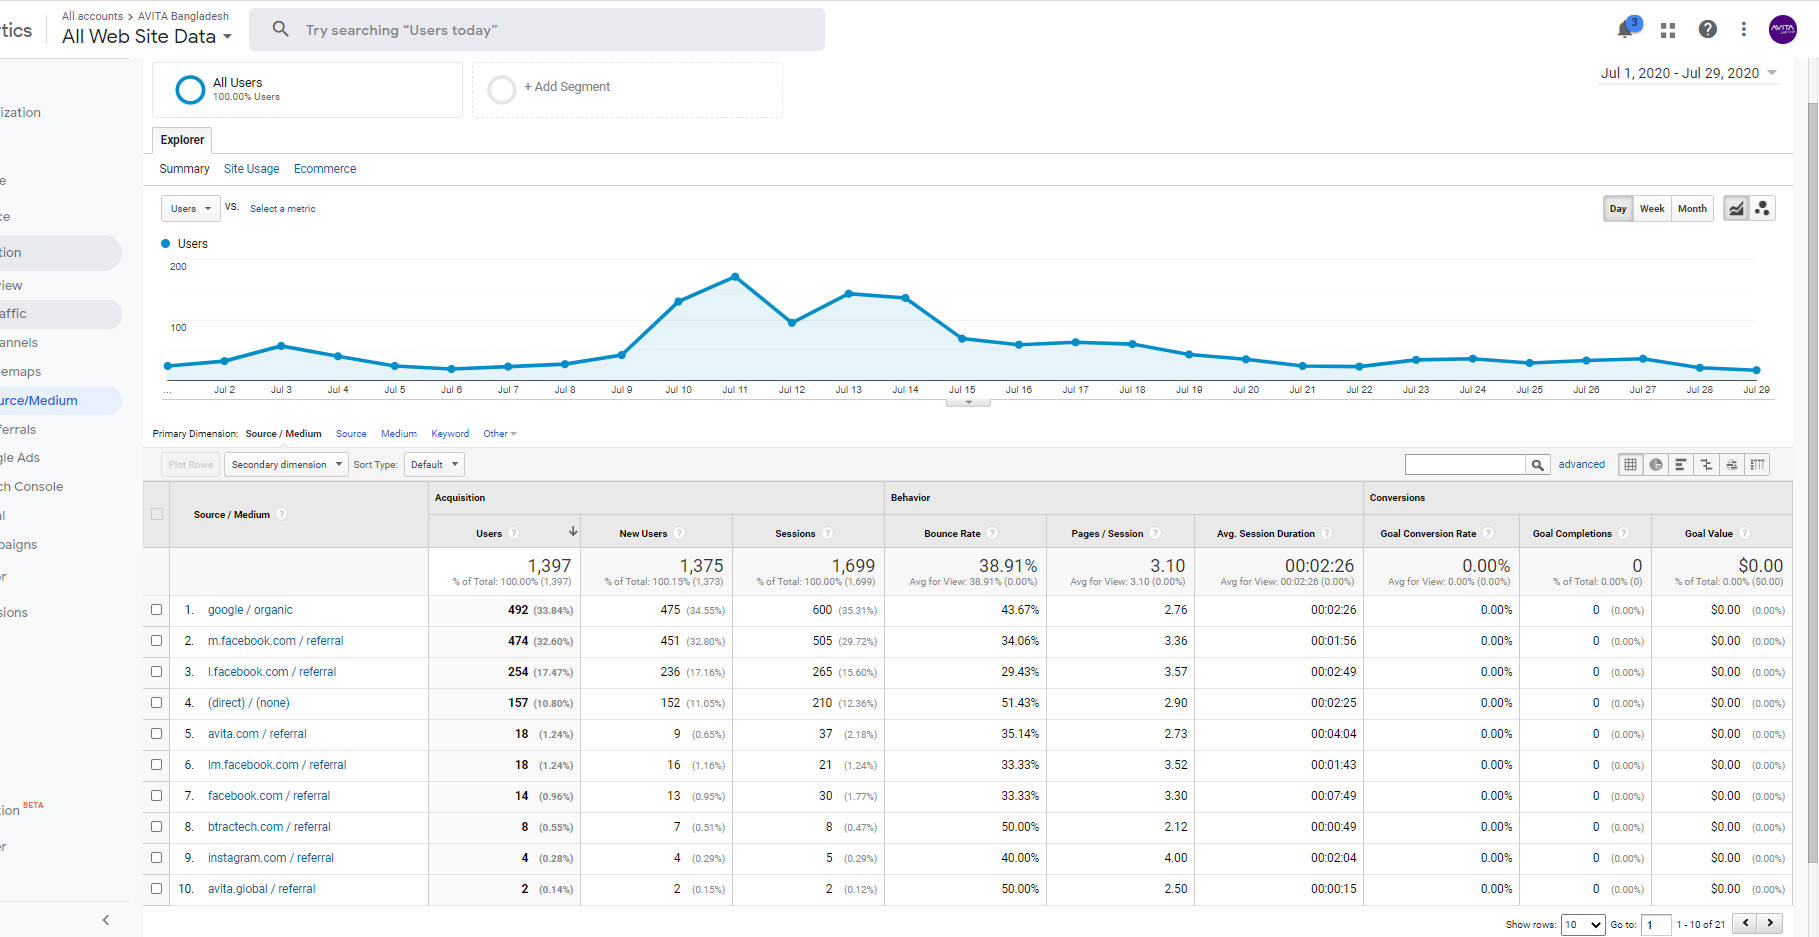 tics
All accounts > AVITA Bangladesh
All Web Site Data
Try searching “Users today”
3
AVITA
ization
e
ce
tion
iew
affic
annels
eemaps
urce/Medium
ferrals
gle Ads
ch Console
al
paigns
or
sions
tion BETA
er
All Users
100.00% Users
+ Add Segment
Jul 1, 2020 - Jul 29, 2020
Explorer
Summary Site Usage Ecommerce
Users VS. Select a metric
Day Week Month
Users
200
100
... Jul 2 Jul 3 Jul 4 Jul 5 Jul 6 Jul 7 Jul 8 Jul 9 Jul 10 Jul 11 Jul 12 Jul 13 Jul 14 Jul 15 Jul 16 Jul 17 Jul 18 Jul 19 Jul 20 Jul 21 Jul 22 Jul 23 Jul 24 Jul 25 Jul 26 Jul 27 Jul 28 Jul 29
Primary Dimension: Source / Medium Source Medium Keyword Other
Plot Rows Secondary dimension Sort Type: Default advanced
Source / Medium ? Acquisition Behavior Conversions
Users ? New Users ? Sessions ? Bounce Rate ? Pages / Session ? Avg. Session Duration ? Goal Conversion Rate ? Goal Completions ? Goal Value ?
1,397 1,375 1,699 38.91% 3.10 00:02:26 0.00% 0 $0.00
% of Total: 100.00% (1,397) % of Total: 100.15% (1,373) % of Total: 100.00% (1,699) Avg for View: 38.91% (0.00%) Avg for View: 3.10 (0.00%) Avg for View: 00:02:26 (0.00%) Avg for View: 0.00% (0.00%) % of Total: 0.00% (0) % of Total: 0.00% ($0.00)
1. google / organic 492 (33.84%) 475 (34.55%) 600 (35.31%) 43.67% 2.76 00:02:26 0.00% 0 (0.00%) $0.00 (0.00%)
2. m.facebook.com / referral 474 (32.60%) 451 (32.80%) 505 (29.72%) 34.06% 3.36 00:01:56 0.00% 0 (0.00%) $0.00 (0.00%)
3. l.facebook.com / referral 254 (17.47%) 236 (17.16%) 265 (15.60%) 29.43% 3.57 00:02:49 0.00% 0 (0.00%) $0.00 (0.00%)
4. (direct) / (none) 157 (10.80%) 152 (11.05%) 210 (12.36%) 51.43% 2.90 00:02:25 0.00% 0 (0.00%) $0.00 (0.00%)
5. avita.com / referral 18 (1.24%) 9 (0.65%) 37 (2.18%) 35.14% 2.73 00:04:04 0.00% 0 (0.00%) $0.00 (0.00%)
6. lm.facebook.com / referral 18 (1.24%) 16 (1.16%) 21 (1.24%) 33.33% 3.52 00:01:43 0.00% 0 (0.00%) $0.00 (0.00%)
7. facebook.com / referral 14 (0.96%) 13 (0.95%) 30 (1.77%) 33.33% 3.30 00:07:49 0.00% 0 (0.00%) $0.00 (0.00%)
8. btractech.com / referral 8 (0.55%) 7 (0.51%) 8 (0.47%) 50.00% 2.12 00:00:49 0.00% 0 (0.00%) $0.00 (0.00%)
9. instagram.com / referral 4 (0.28%) 4 (0.29%) 5 (0.29%) 40.00% 4.00 00:02:04 0.00% 0 (0.00%) $0.00 (0.00%)
10. avita.global / referral 2 (0.14%) 2 (0.15%) 2 (0.12%) 50.00% 2.50 00:00:15 0.00% 0 (0.00%) $0.00 (0.00%)
Show rows: 10 Go to: 1 1 - 10 of 21